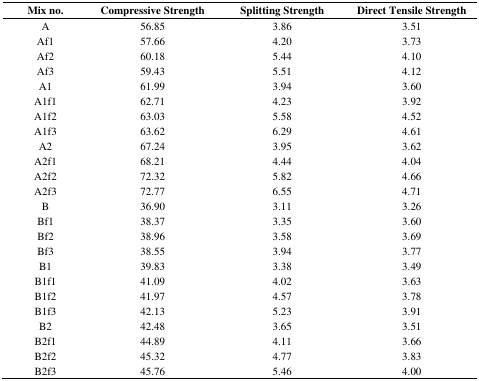 Mix no. Compressive Strength Splitting Strength Direct Tensile Strength
A 56.85 3.86 3.51
Af1 57.66 4.20 3.73
Af2 60.18 5.44 4.10
Af3 59.43 5.51 4.12
A1 61.99 3.94 3.60
A1f1 62.71 4.23 3.92
A1f2 63.03 5.58 4.52
A1f3 63.62 6.29 4.61
A2 67.24 3.95 3.62
A2f1 68.21 4.44 4.04
A2f2 72.32 5.82 4.66
A2f3 72.77 6.55 4.71
B 36.90 3.11 3.26
Bf1 38.37 3.35 3.60
Bf2 38.96 3.58 3.69
Bf3 38.55 3.94 3.77
B1 39.83 3.38 3.49
B1f1 41.09 4.02 3.63
B1f2 41.97 4.57 3.78
B1f3 42.13 5.23 3.91
B2 42.48 3.65 3.51
B2f1 44.89 4.11 3.66
B2f2 45.32 4.77 3.83
B2f3 45.76 5.46 4.00